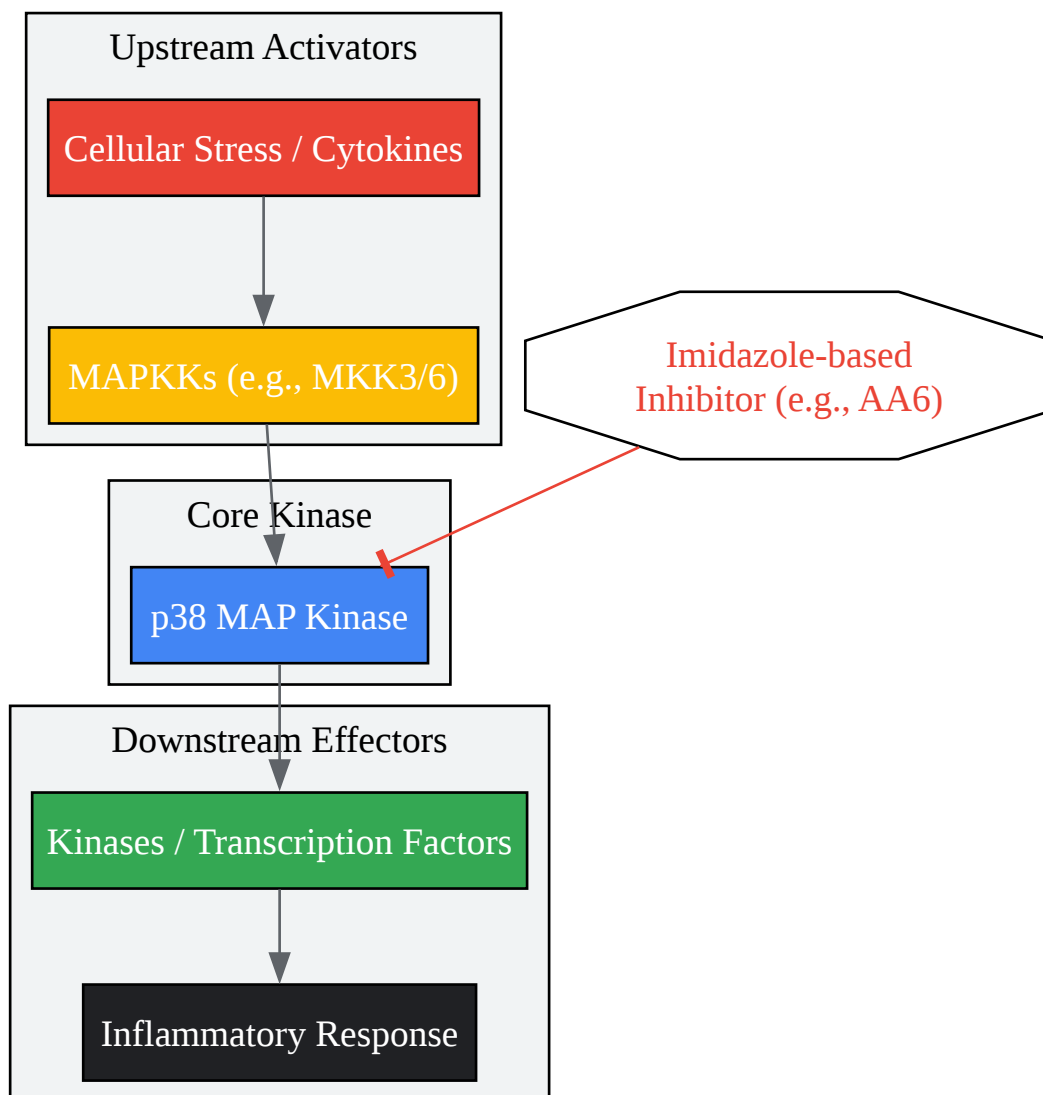 Upstream Activators
Cellular Stress / Cytokines
MAPKKs (e.g., MKK3/6)
Imidazole-based
Inhibitor (e.g., AA6)
Core Kinase
p38 MAP Kinase
Downstream Effectors
Kinases / Transcription Factors
Inflammatory Response